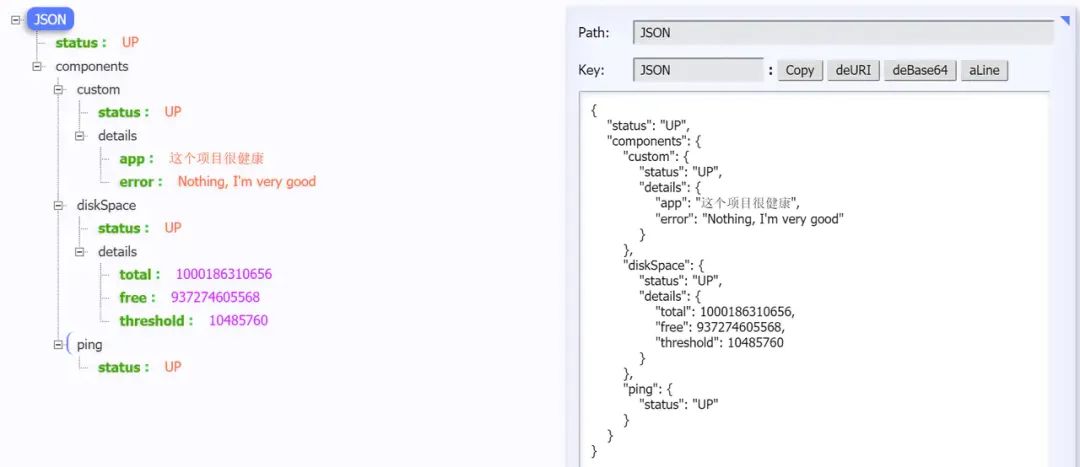 JSON
status : UP
components
custom
status : UP
details
app : 这个项目很健康
error : Nothing, I'm very good
diskSpace
status : UP
details
total : 1000186310656
free : 937274605568
threshold : 10485760
ping
status : UP
Path: JSON
Key: JSON : Copy deURI deBase64 aLine
{
"status": "UP",
"components": {
"custom": {
"status": "UP",
"details": {
"app": "这个项目很健康",
"error": "Nothing, I'm very good"
}
},
"diskSpace": {
"status": "UP",
"details": {
"total": 1000186310656,
"free": 937274605568,
"threshold": 10485760
}
},
"ping": {
"status": "UP"
}
}
}